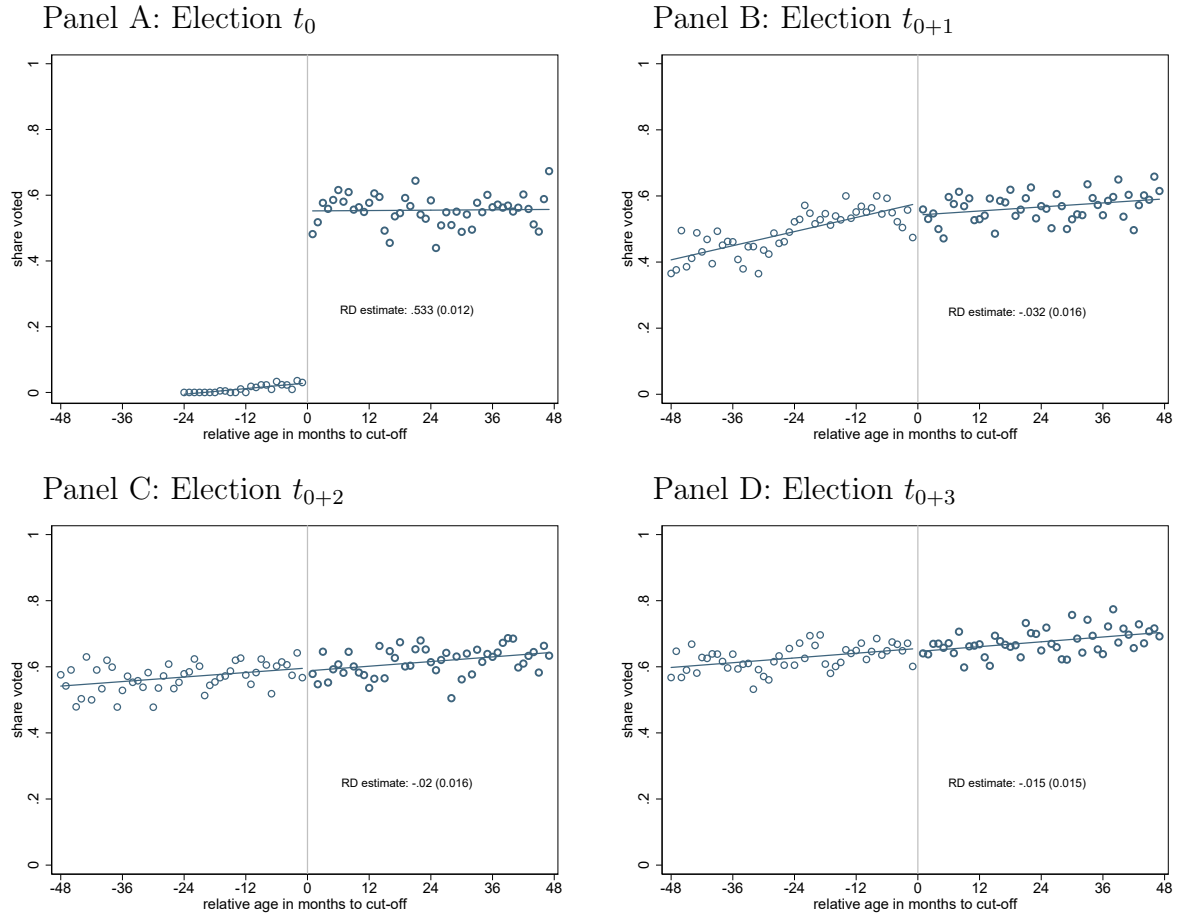 Panel A: Election t0
1
.8
.6
.4
.2
0
share voted
RD estimate: .533 (0.012)
-48 -36 -24 -12 0 12 24 36 48
relative age in months to cut-off
Panel B: Election t0+1
1
.8
.6
.4
.2
0
share voted
RD estimate: -.032 (0.016)
-48 -36 -24 -12 0 12 24 36 48
relative age in months to cut-off
Panel C: Election t0+2
1
.8
.6
.4
.2
0
share voted
RD estimate: -.02 (0.016)
-48 -36 -24 -12 0 12 24 36 48
relative age in months to cut-off
Panel D: Election t0+3
1
.8
.6
.4
.2
0
share voted
RD estimate: -.015 (0.015)
-48 -36 -24 -12 0 12 24 36 48
relative age in months to cut-off